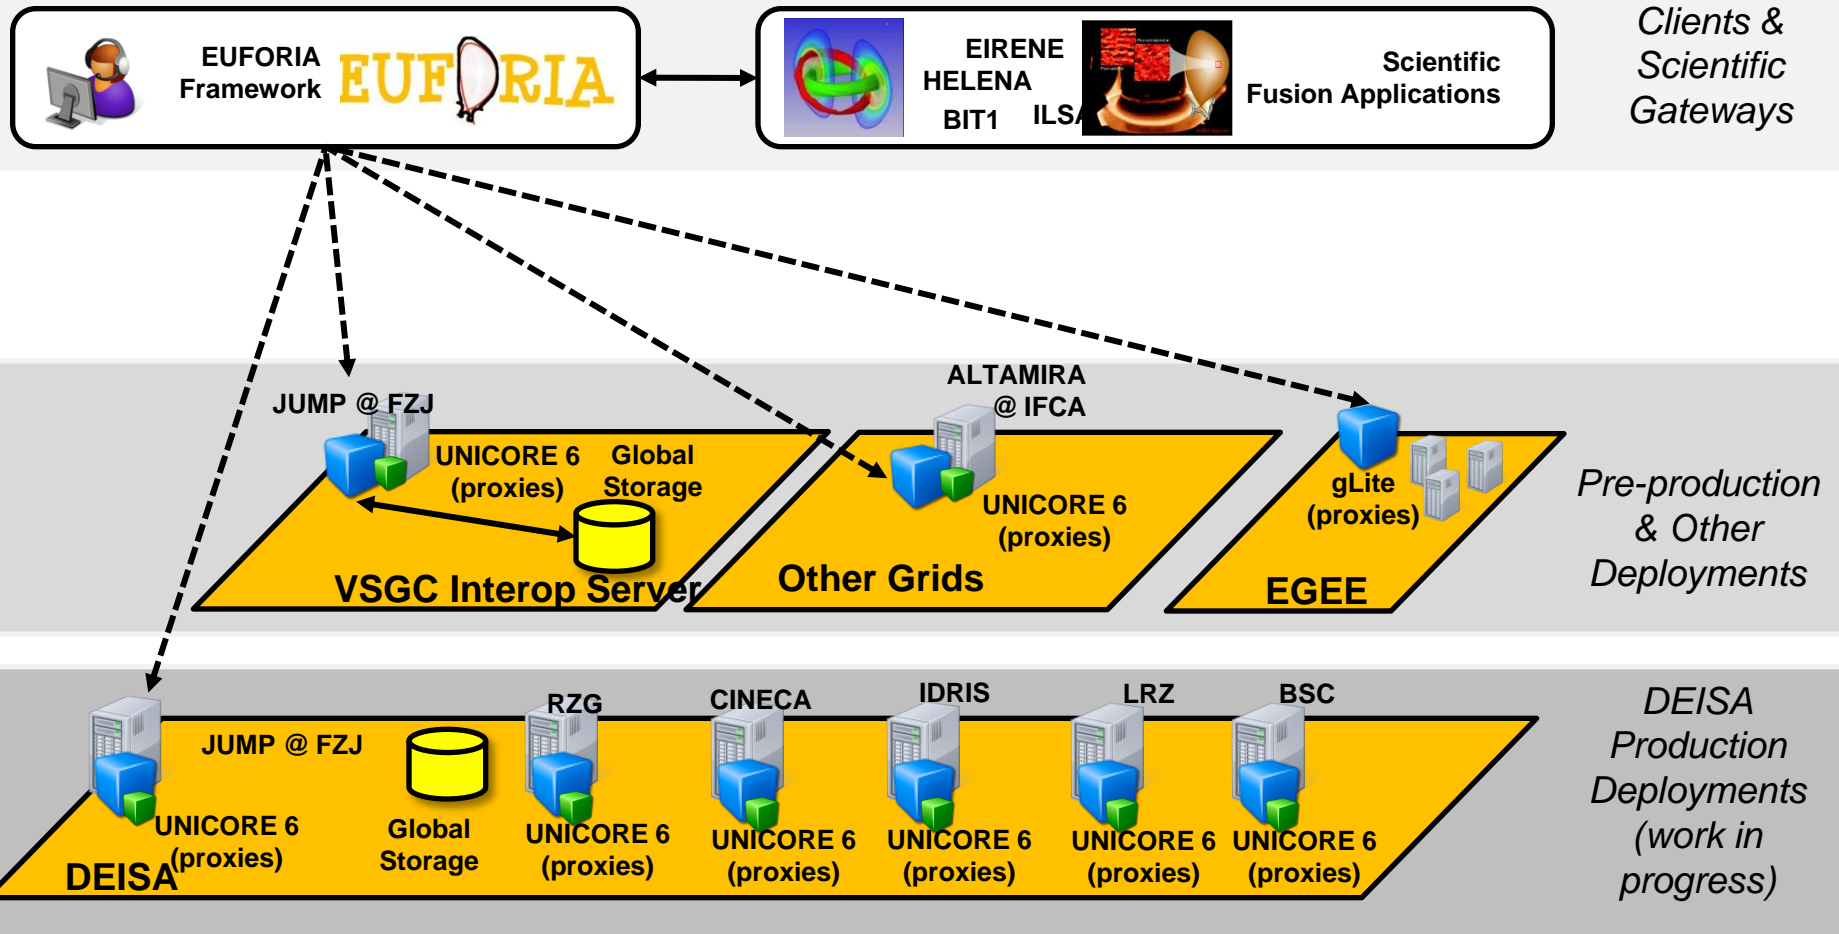 EUFORIA
Framework
EUFORIA
EIRENE
HELENA
BIT1
ILSA
Scientific
Fusion Applications
Clients &
Scientific
Gateways
JUMP @ FZJ
UNICORE 6
(proxies)
Global
Storage
VSGC Interop Server
ALTAMIRA
@ IFCA
UNICORE 6
(proxies)
Other Grids
gLite
(proxies)
EGEE
Pre-production
& Other
Deployments
JUMP @ FZJ
UNICORE 6
(proxies)
DEISA
Global
Storage
RZG
UNICORE 6
(proxies)
CINECA
UNICORE 6
(proxies)
IDRIS
UNICORE 6
(proxies)
LRZ
UNICORE 6
(proxies)
BSC
UNICORE 6
(proxies)
DEISA
Production
Deployments
(work in
progress)